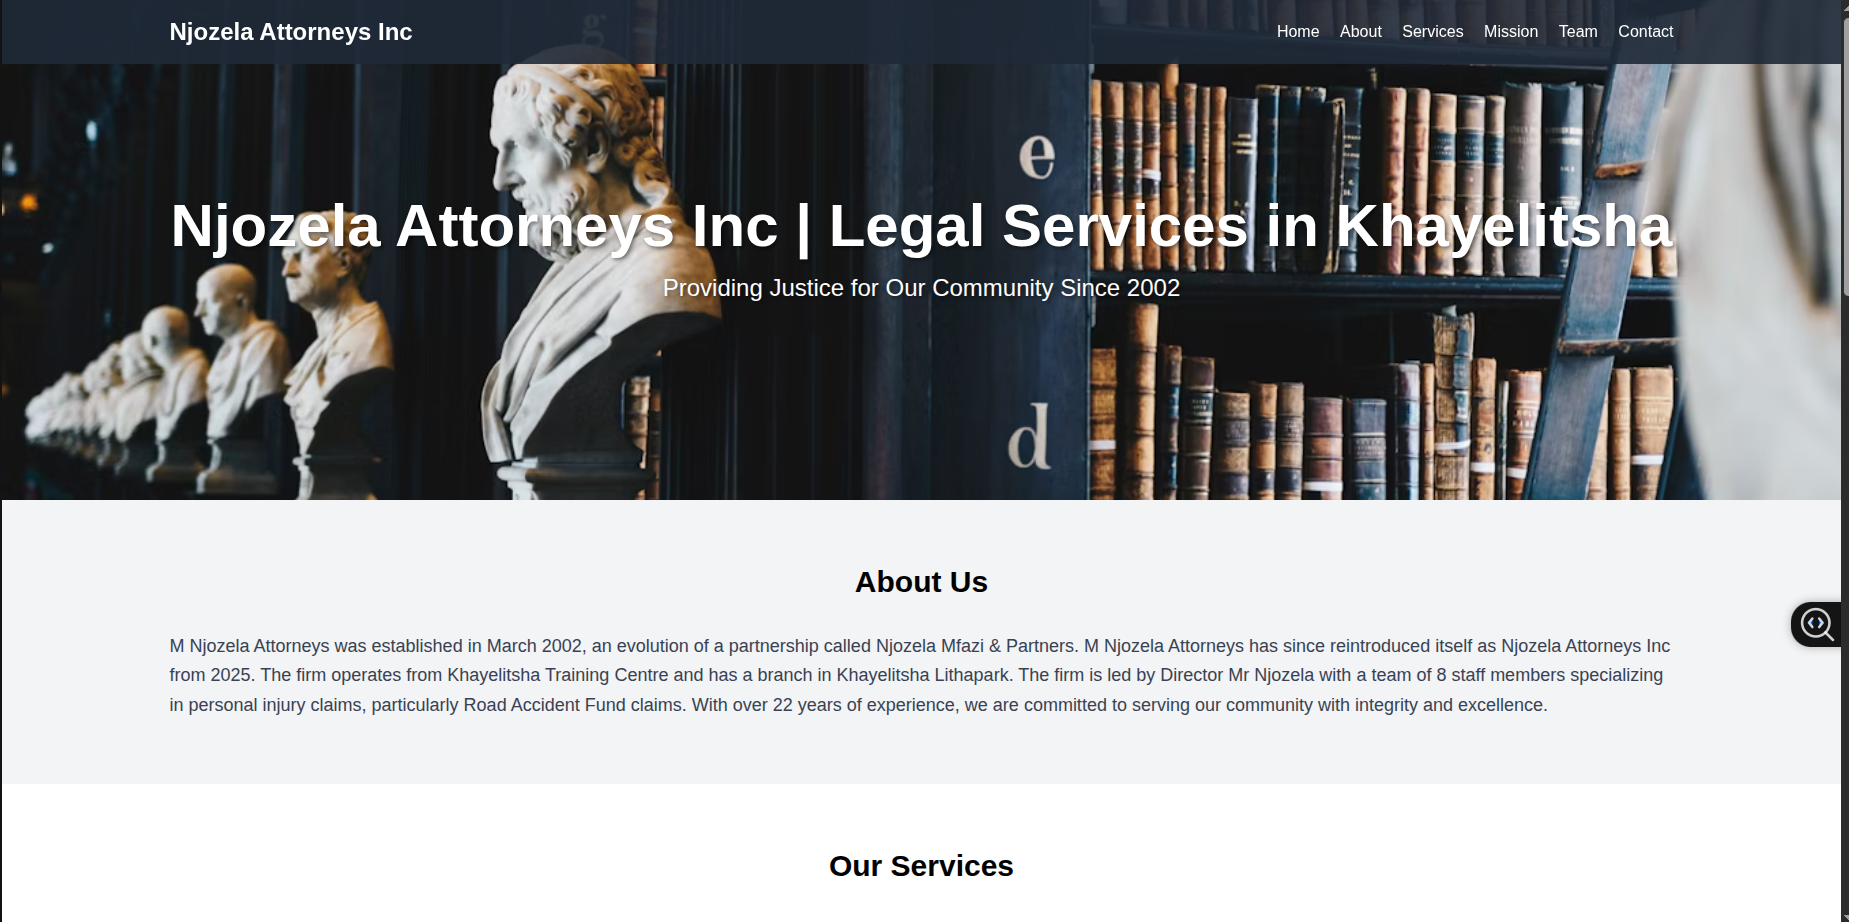 Njozela Attorneys Inc
Home About Services Mission Team Contact
g
e
Njozela Attorneys Inc | Legal Services in Khayelitsha
Providing Justice for Our Community Since 2002
d
About Us
M Njozela Attorneys was established in March 2002, an evolution of a partnership called Njozela Mfazi & Partners. M Njozela Attorneys has since reintroduced itself as Njozela Attorneys Inc
from 2025. The firm operates from Khayelitsha Training Centre and has a branch in Khayelitsha Lithapark. The firm is led by Director Mr Njozela with a team of 8 staff members specializing
in personal injury claims, particularly Road Accident Fund claims. With over 22 years of experience, we are committed to serving our community with integrity and excellence.
Our Services